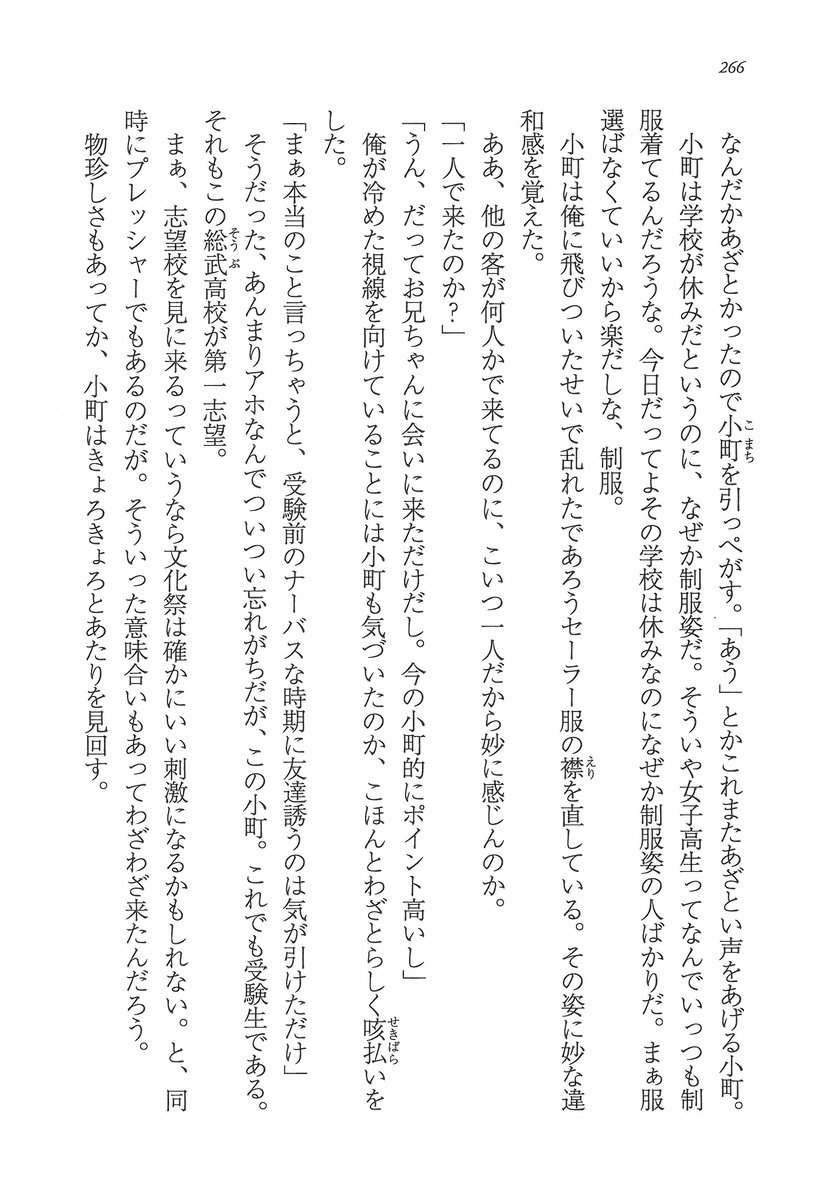 266
なんだかあざとかったので小町を引っぺがす。「あう」とかこれまたあざとい声をあげる小町。
小町は学校が休みだというのに、なぜか制服姿だ。そういや女子高生ってなんでいっつも制
服着てるんだろうな。今日だってよその学校は休みなのになぜか制服姿の人ばかりだ。まぁ服
選ばなくていいから楽だしな、制服。
小町は俺に飛びついたせいで乱れたであろうセーラー服の襟を直している。その姿に妙な違
和感を覚えた。
ああ、他の客が何人かで来てるのに、こいつ一人だから妙に感じんのか。
「一人で来たのか?」
「うん、だってお兄ちゃんに会いに来ただけだし。今の小町的にポイント高いし」
俺が冷めた視線を向けていることには小町も気づいたのか、こほんとわざとらしく咳払いを
した。
「まぁ本当のこと言っちゃうと、受験前のナーバスな時期に友達誘うのは気が引けただけ」
そうだった、あんまりアホなんでついつい忘れがちだが、この小町。これでも受験生である。
それもこの総武高校が第一志望。
まぁ、志望校を見に来るっていうなら文化祭は確かにいい刺激になるかもしれない。と、同
時にプレッシャーでもあるのだが。そういった意味合いもあってわざわざ来たんだろう。
物珍しさもあってか、小町はきょろきょろとあたりを見回す。